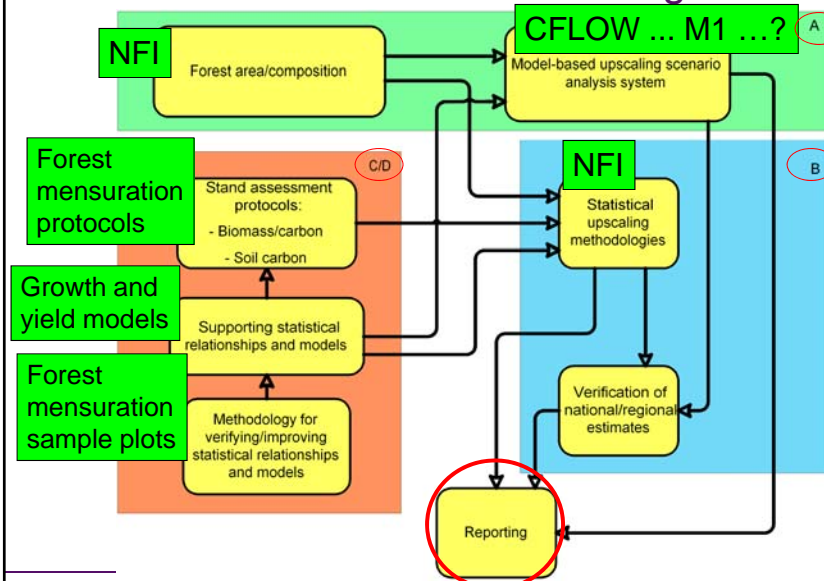 CFLOW ... M1 ...?
A
NFI
Forest area/composition
Model-based upscaling scenario
analysis system
Forest
mensuration
protocols
C/D
Stand assessment
protocols:
- Biomass/carbon
- Soil carbon
NFI
B
Statistical
upscaling
methodologies
Growth and
yield models
Supporting statistical
relationships and models
Forest
mensuration
sample plots
Methodology for
verifying/improving
statistical relationships
and models
Verification of
national/regional
estimates
Reporting